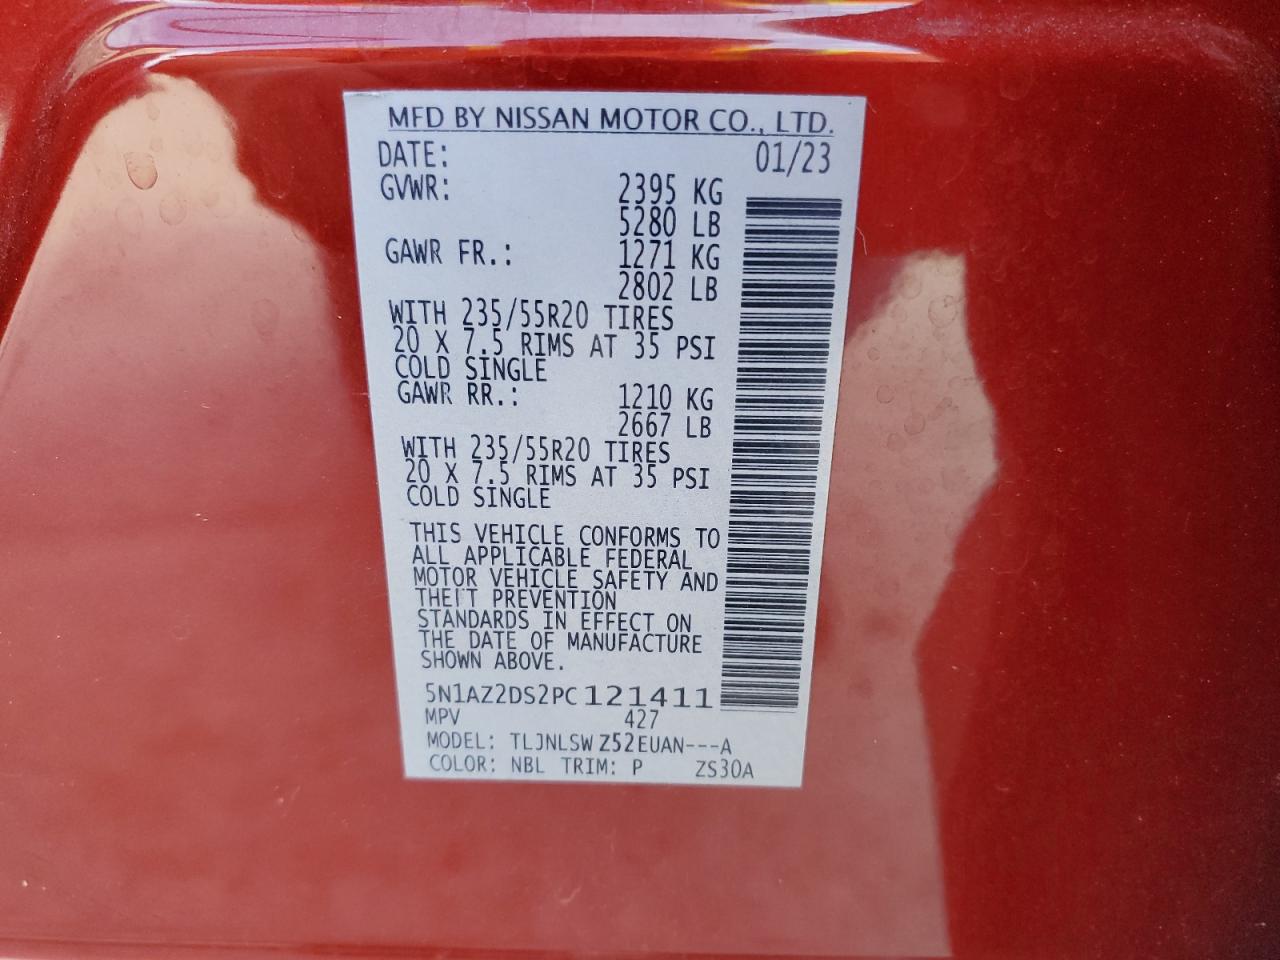 MFD BY NISSAN MOTOR CO., LTD.
DATE: 01/23
GVWR: 2395 KG
5280 LB
GAWR FR.: 1271 KG
2802 LB
WITH 235/55R20 TIRES
20 X 7.5 RIMS AT 35 PSI
COLD SINGLE
GAWR RR.: 1210 KG
2667 LB
WITH 235/55R20 TIRES
20 X 7.5 RIMS AT 35 PSI
COLD SINGLE
THIS VEHICLE CONFORMS TO
ALL APPLICABLE FEDERAL
MOTOR VEHICLE SAFETY AND
THEFT PREVENTION
STANDARDS IN EFFECT ON
THE DATE OF MANUFACTURE
SHOWN ABOVE.
5N1AZ2DS2PC121411
MPV 427
MODEL: TLJNLSWZ52EUAN---A
COLOR: NBL TRIM: P ZS30A